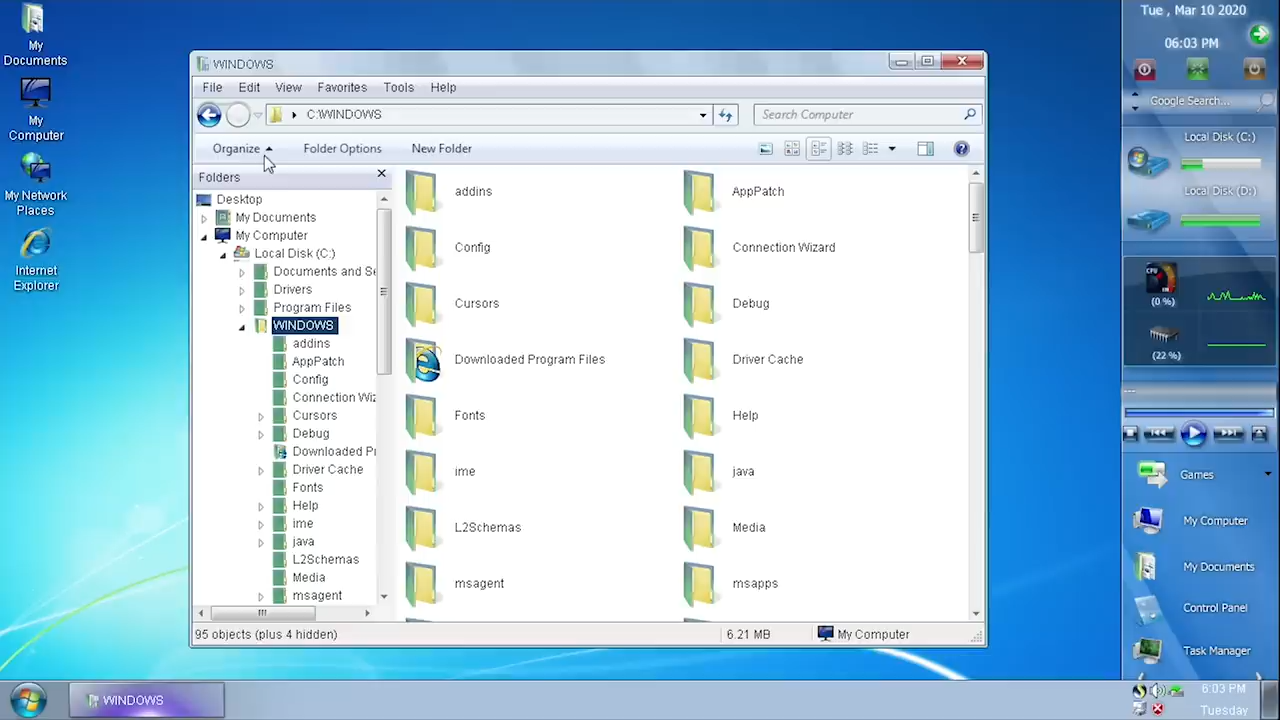 My
Documents
My
Computer
My Network
Places
Internet
Explorer
WINDOWS
File Edit View Favorites Tools Help
C:\WINDOWS
Search Computer
Organize Folder Options New Folder
Folders
Desktop
My Documents
My Computer
Local Disk (C:)
Documents and Se
Drivers
Program Files
WINDOWS
addins
AppPatch
Config
Connection Wiz
Cursors
Debug
Downloaded Pr
Driver Cache
Fonts
Help
ime
java
L2Schemas
Media
msagent
addins AppPatch
Config Connection Wizard
Cursors Debug
Downloaded Program Files Driver Cache
Fonts Help
ime java
L2Schemas Media
msagent msapps
95 objects (plus 4 hidden) 6.21 MB My Computer
Tue , Mar 10 2020
06:03 PM
Google Search...
Local Disk (C:)
Local Disk (D:)
CPU
(0 %)
(22 %)
---
Games
My Computer
My Documents
Control Panel
Task Manager
WINDOWS
6:03 PM
Tuesday